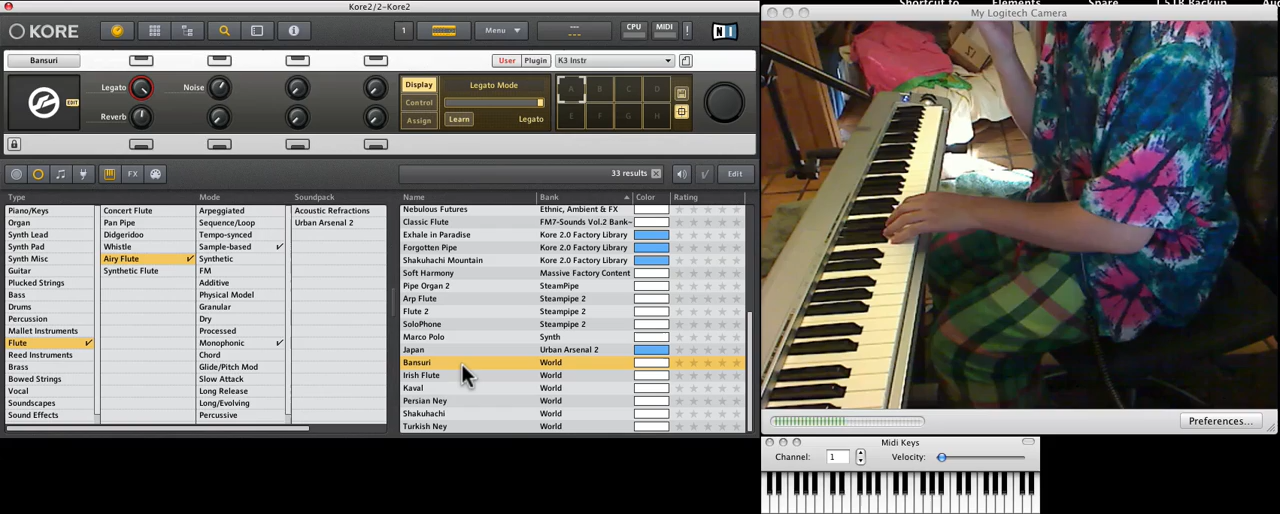 Kore2/2-Kore2
KORE
1
Menu
---
CPU
MIDI
!
NI
Bansuri
User
Plugin
K3 Instr
Legato
Noise
Reverb
EDIT
Display
Control
Assign
Legato Mode
Learn
Legato
A B C D
E F G H
FX
33 results
Edit
Type
Mode
Soundpack
Piano/Keys
Organ
Synth Lead
Synth Pad
Synth Misc
Guitar
Plucked Strings
Bass
Drums
Percussion
Mallet Instruments
Flute
Reed Instruments
Brass
Bowed Strings
Vocal
Soundscapes
Sound Effects
Concert Flute
Pan Pipe
Didgeridoo
Whistle
Airy Flute
Synthetic Flute
Arpeggiated
Sequence/Loop
Tempo-synced
Sample-based
Synthetic
FM
Additive
Physical Model
Granular
Dry
Processed
Monophonic
Chord
Glide/Pitch Mod
Slow Attack
Long Release
Long/Evolving
Percussive
Acoustic Refractions
Urban Arsenal 2
Name Bank Color Rating
Nebulous Futures Ethnic, Ambient & FX
Classic Flute FM7-Sounds Vol.2 Bank-
Exhale in Paradise Kore 2.0 Factory Library
Forgotten Pipe Kore 2.0 Factory Library
Shakuhachi Mountain Kore 2.0 Factory Library
Soft Harmony Massive Factory Content
Pipe Organ 2 SteamPipe
Arp Flute Steampipe 2
Flute 2 Steampipe 2
SoloPhone Steampipe 2
Marco Polo Synth
Japan Urban Arsenal 2
Bansuri World
Irish Flute World
Kaval World
Persian Ney World
Shakuhachi World
Turkish Ney World
My Logitech Camera
Preferences...
Midi Keys
Channel: 1
Velocity: